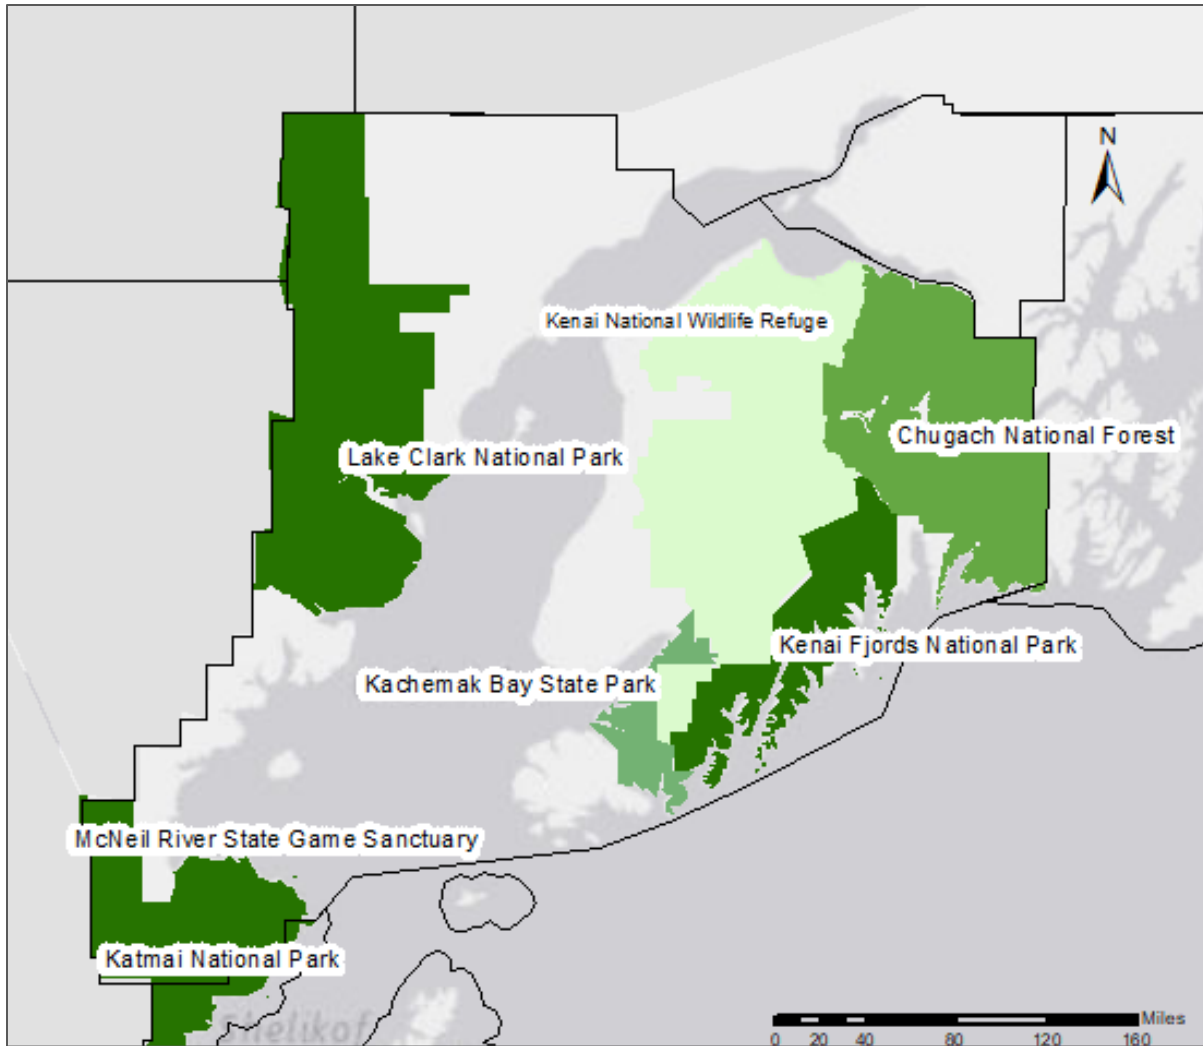 N
Kenai National Wildlife Refuge
Chugach National Forest
Lake Clark National Park
Kenai Fjords National Park
Kachemak Bay State Park
McNeil River State Game Sanctuary
Katmai National Park
Shelikof
Miles
0 20 40 80 120 160